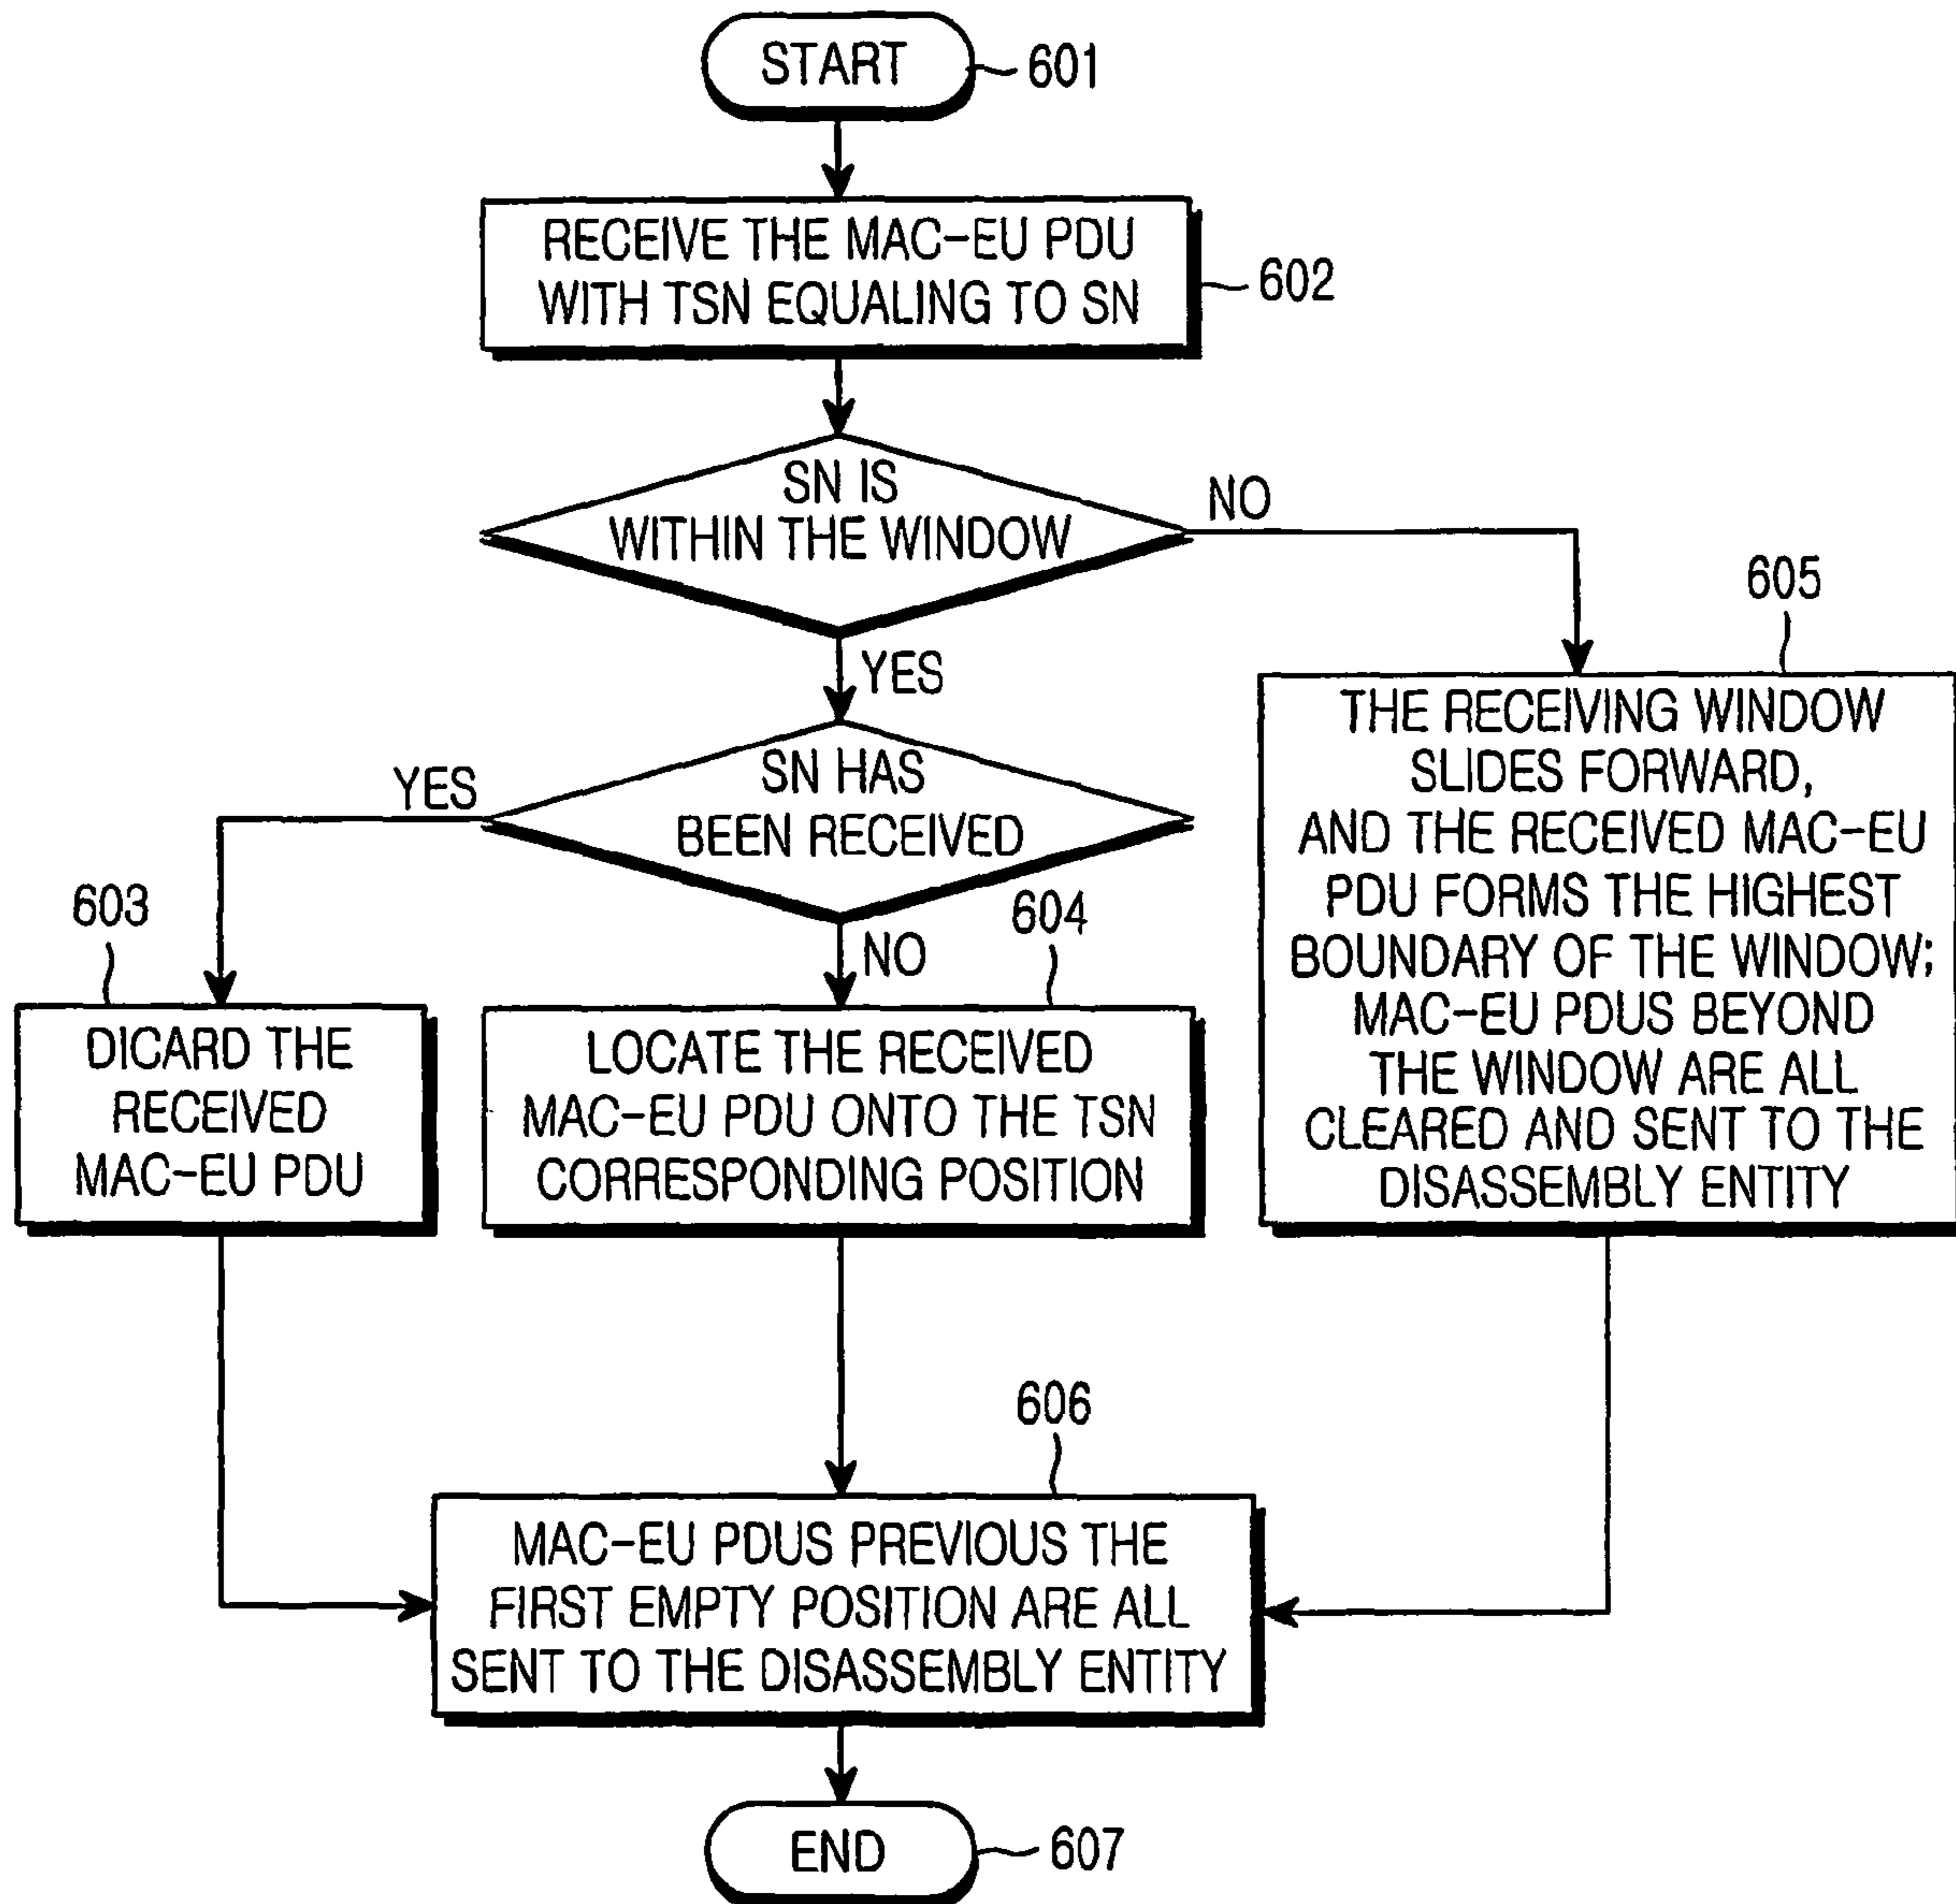 START
601
RECEIVE THE MAC-EU PDU
WITH TSN EQUALING TO SN
602
SN IS
WITHIN THE WINDOW
NO
YES
605
THE RECEIVING WINDOW
SLIDES FORWARD,
AND THE RECEIVED MAC-EU
PDU FORMS THE HIGHEST
BOUNDARY OF THE WINDOW;
MAC-EU PDUS BEYOND
THE WINDOW ARE ALL
CLEARED AND SENT TO THE
DISASSEMBLY ENTITY
SN HAS
BEEN RECEIVED
YES
NO
603
DICARD THE
RECEIVED
MAC-EU PDU
604
LOCATE THE RECEIVED
MAC-EU PDU ONTO THE TSN
CORRESPONDING POSITION
606
MAC-EU PDUS PREVIOUS THE
FIRST EMPTY POSITION ARE ALL
SENT TO THE DISASSEMBLY ENTITY
END
607